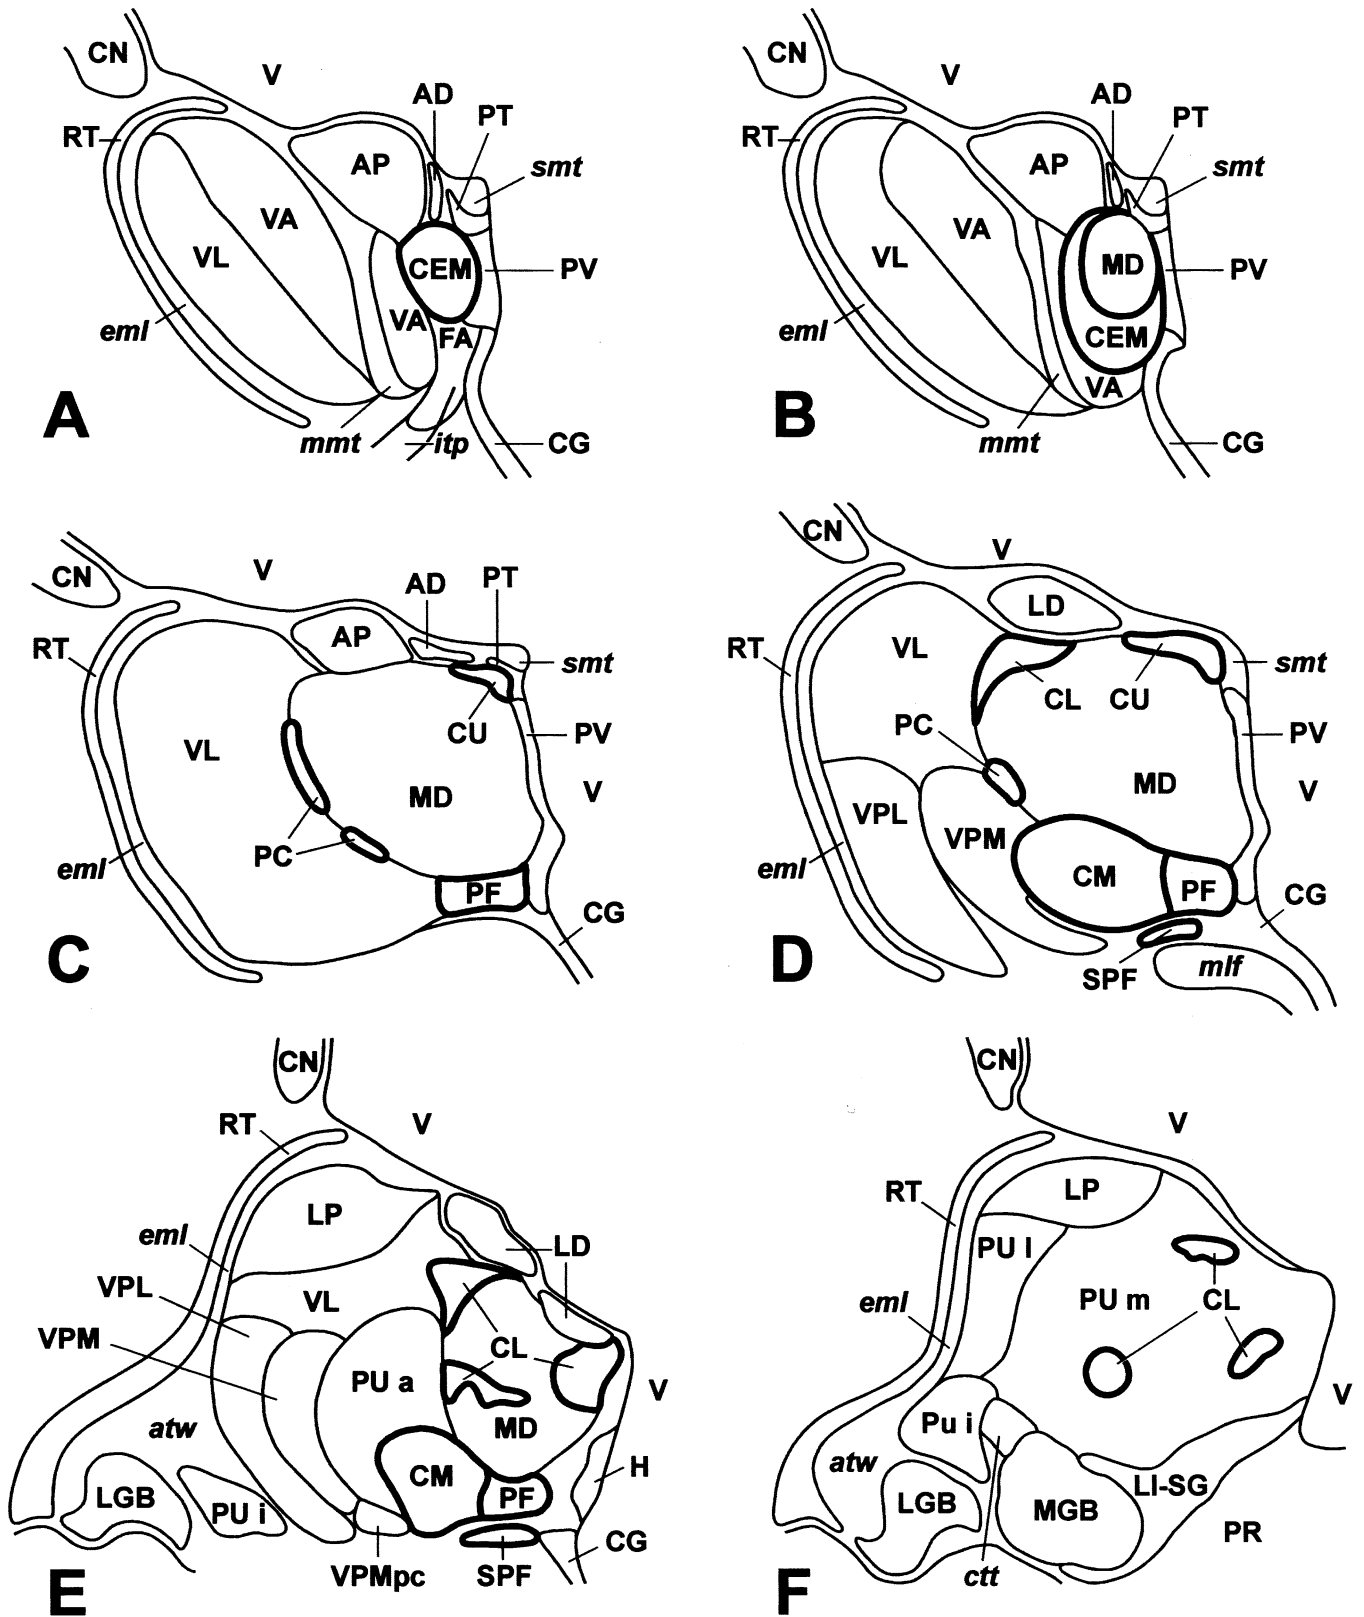 CN
V
AD
PT
RT
AP
smt
VA
VL
CEM
PV
eml
VA
FA
A
mmt
itp
CG
CN
V
AD
PT
RT
AP
smt
VA
VL
MD
PV
eml
CEM
VA
B
mmt
CG
CN
V
AD
PT
RT
AP
smt
CU
PV
VL
MD
V
PC
eml
PF
CG
C
CN
V
LD
RT
VL
smt
CL
CU
PC
PV
MD
V
VPL
VPM
eml
CM
PF
CG
D
SPF
mlf
CN
V
RT
LP
eml
LD
VPL
VL
VPM
CL
PU a
V
MD
atw
CM
H
LGB
PU i
PF
CG
E
VPMpc
SPF
CN
V
RT
LP
PU l
eml
PU m
CL
V
Pu i
atw
LI-SG
LGB
MGB
PR
F
ctt